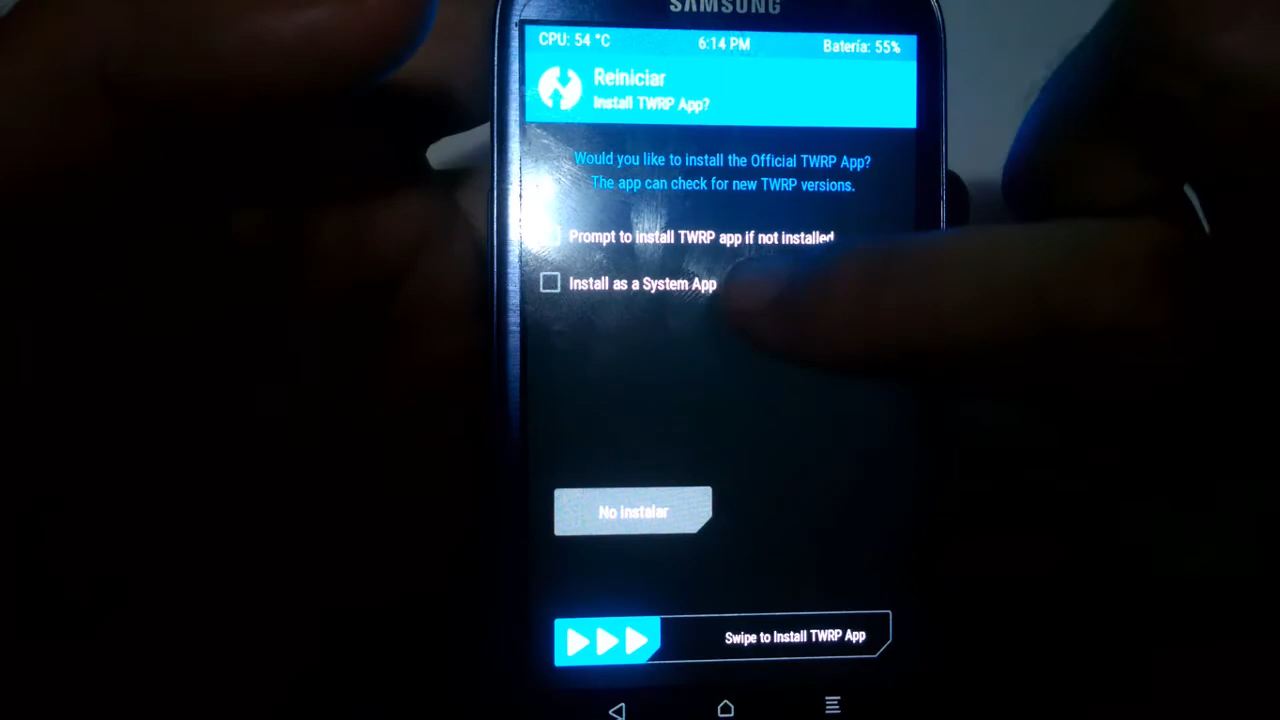 SAMSUNG
CPU: 54 °C 6:14 PM Batería: 55%
Reiniciar
Install TWRP App?
Would you like to install the Official TWRP App?
The app can check for new TWRP versions.
Prompt to install TWRP app if not installed
Install as a System App
No instalar
Swipe to Install TWRP App